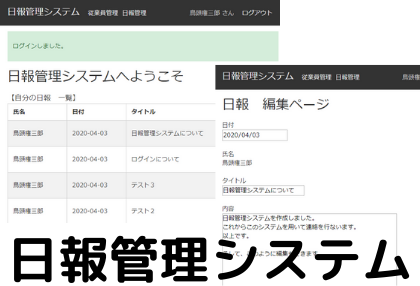 日報管理システム 従業員管理 日報管理 鳥頭権三郎 さん ログアウト
ログインしました。
日報管理システムへようこそ
【自分の日報 一覧】
氏名 日付 タイトル
鳥頭権三郎 2020-04-03 日報管理システムについて
鳥頭権三郎 2020-04-03 ログインについて
鳥頭権三郎 2020-04-03 テスト３
鳥頭権三郎 2020-04-03 テスト２
日報管理システム 従業員管理 日報管理
日報 編集ページ
日付
2020/04/03
氏名
鳥頭権三郎
タイトル
日報管理システムについて
内容
日報管理システムを作成しました。
これからこのシステムを用いて連絡を行ないます。
以上です。
日報管理システム